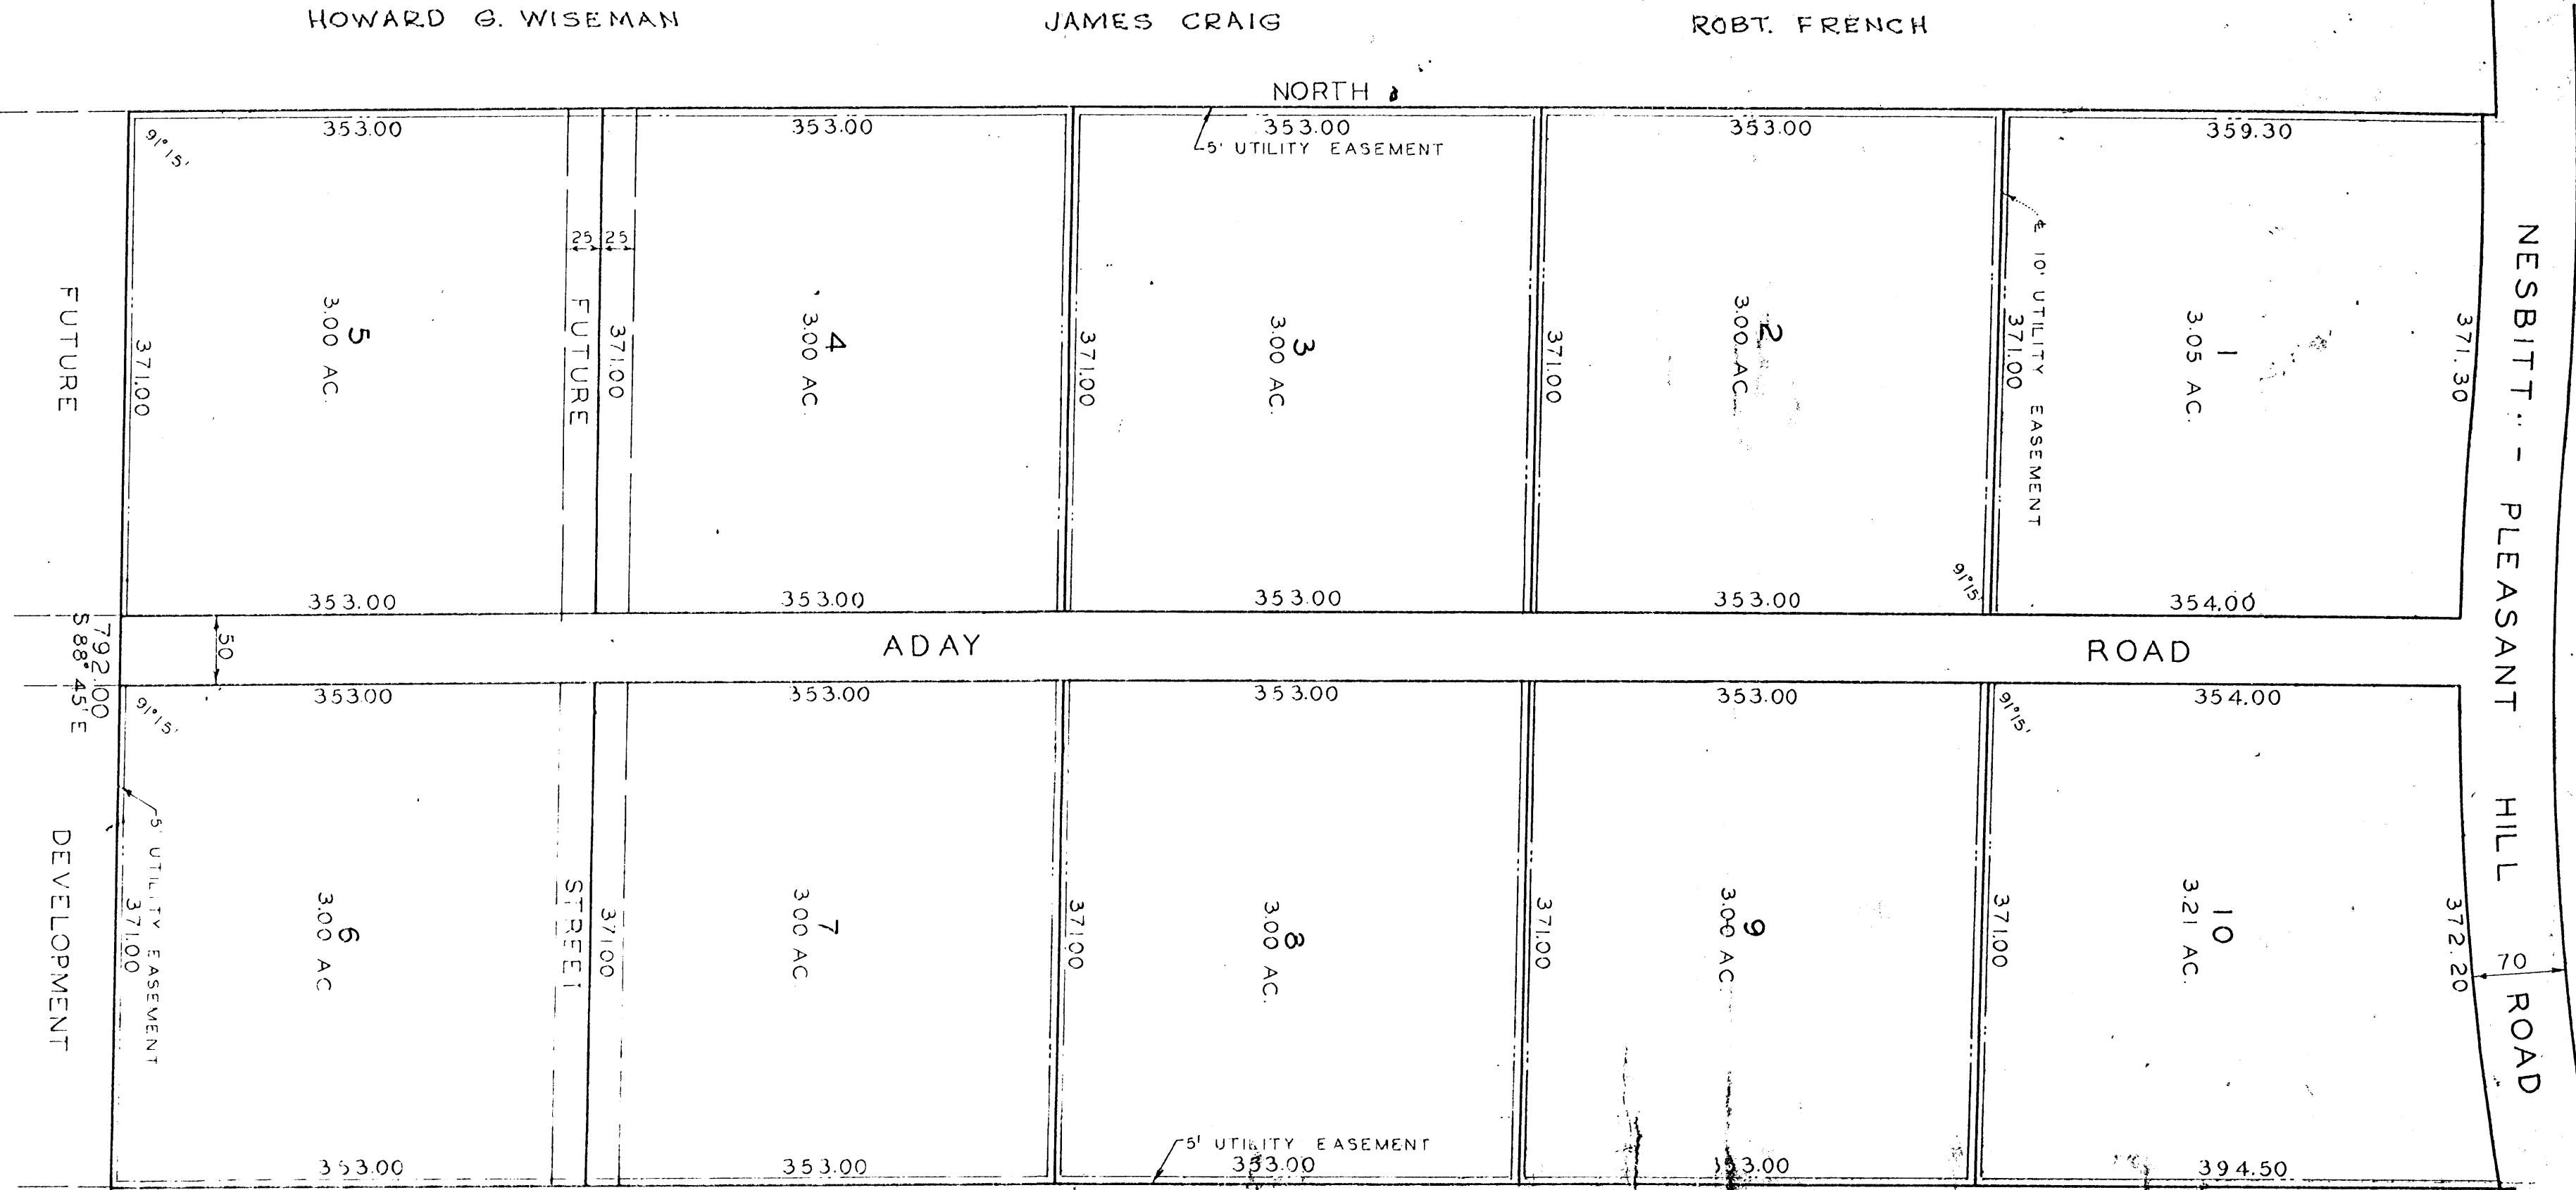 HOWARD G. WISEMAN
JAMES CRAIG
ROBT. FRENCH
NORTH
353.00
353.00
353.00
353.00
359.30
5' UTILITY EASEMENT
91°15'
25
25
FUTURE
371.00
5
3.00 AC.
FUTURE
371.00
4
3.00 AC.
371.00
3
3.00 AC.
371.00
2
3.00 AC.
371.00
℄ 10' UTILITY EASEMENT
1
3.05 AC.
371.30
91°15'
353.00
353.00
353.00
353.00
354.00
NESBITT - PLEASANT HILL ROAD
792.00
S 88° 45' E
50
ADAY ROAD
353.00
353.00
353.00
353.00
354.00
91°15'
91°15'
DEVELOPMENT
5' UTILITY EASEMENT
371.00
6
3.00 AC
STREET
371.00
7
3.00 AC.
371.00
8
3.00 AC.
371.00
9
3.00 AC.
371.00
10
3.21 AC.
372.20
70
5' UTILITY EASEMENT
353.00
353.00
353.00
353.00
394.50